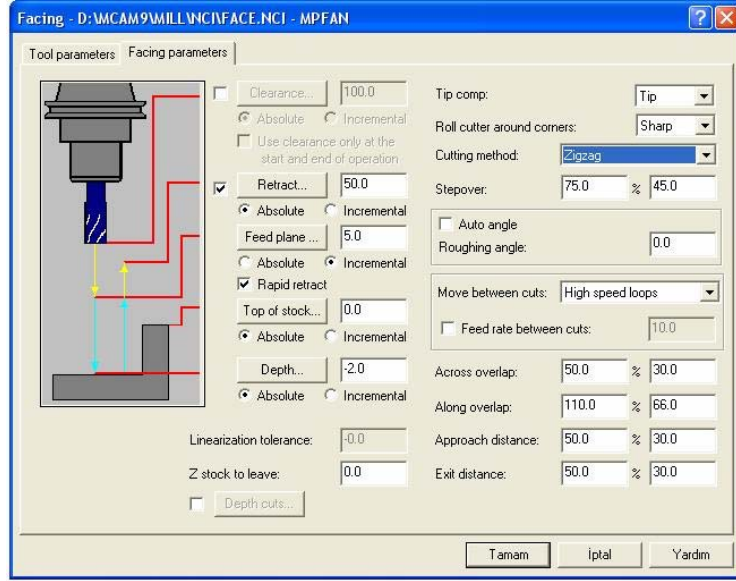 Facing - D:\MCAM9\MILL\NCI\FACE.NCI - MPFAN
Tool parameters
Facing parameters
Clearance...
100.0
Absolute
Incremental
Use clearance only at the
start and end of operation
Retract...
50.0
Absolute
Incremental
Feed plane ...
5.0
Absolute
Incremental
Rapid retract
Top of stock...
0.0
Absolute
Incremental
Depth...
-2.0
Absolute
Incremental
Linearization tolerance:
-0.0
Z stock to leave:
0.0
Depth cuts...
Tip comp:
Tip
Roll cutter around corners:
Sharp
Cutting method:
Zigzag
Stepover:
75.0 % 45.0
Auto angle
Roughing angle:
0.0
Move between cuts:
High speed loops
Feed rate between cuts:
10.0
Across overlap:
50.0 % 30.0
Along overlap:
110.0 % 66.0
Approach distance:
50.0 % 30.0
Exit distance:
50.0 % 30.0
Tamam
İptal
Yardım